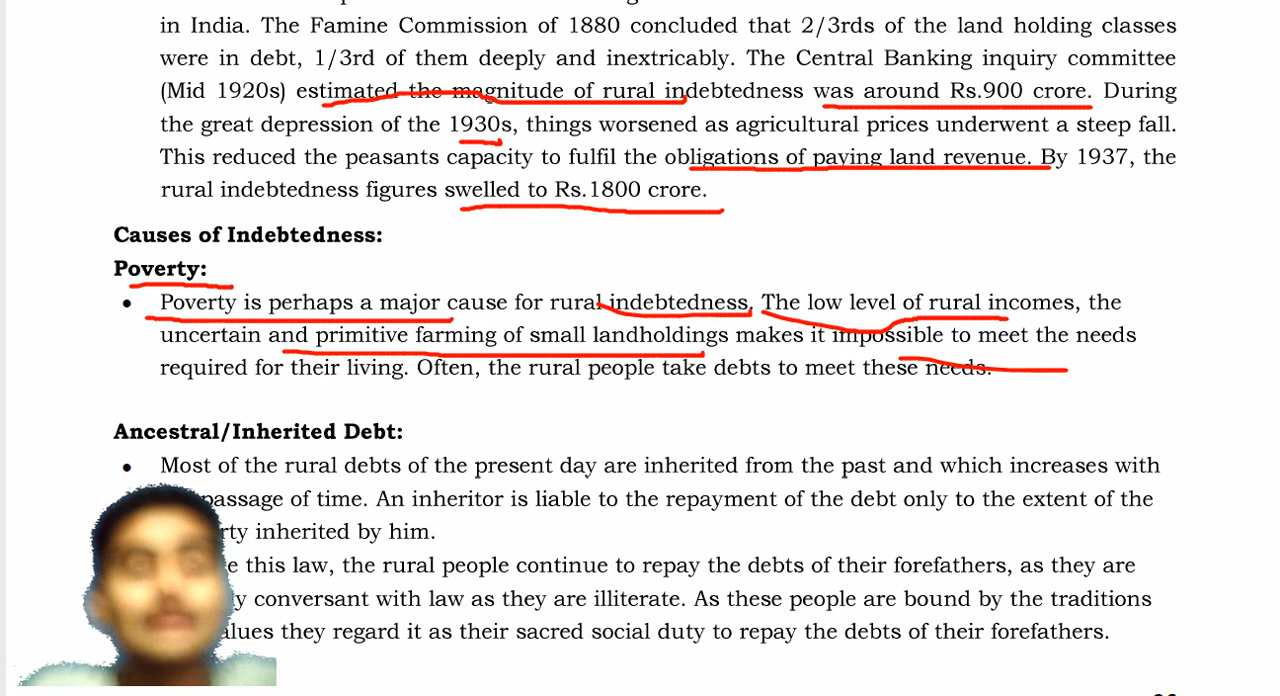 in India. The Famine Commission of 1880 concluded that 2/3rds of the land holding classes
were in debt, 1/3rd of them deeply and inextricably. The Central Banking inquiry committee
(Mid 1920s) estimated the magnitude of rural indebtedness was around Rs.900 crore. During
the great depression of the 1930s, things worsened as agricultural prices underwent a steep fall.
This reduced the peasants capacity to fulfil the obligations of paying land revenue. By 1937, the
rural indebtedness figures swelled to Rs.1800 crore.
Causes of Indebtedness:
Poverty:
• Poverty is perhaps a major cause for rural indebtedness. The low level of rural incomes, the
uncertain and primitive farming of small landholdings makes it impossible to meet the needs
required for their living. Often, the rural people take debts to meet these needs.
Ancestral/Inherited Debt:
• Most of the rural debts of the present day are inherited from the past and which increases with
passage of time. An inheritor is liable to the repayment of the debt only to the extent of the
inherited by him.
this law, the rural people continue to repay the debts of their forefathers, as they are
conversant with law as they are illiterate. As these people are bound by the traditions
they regard it as their sacred social duty to repay the debts of their forefathers.